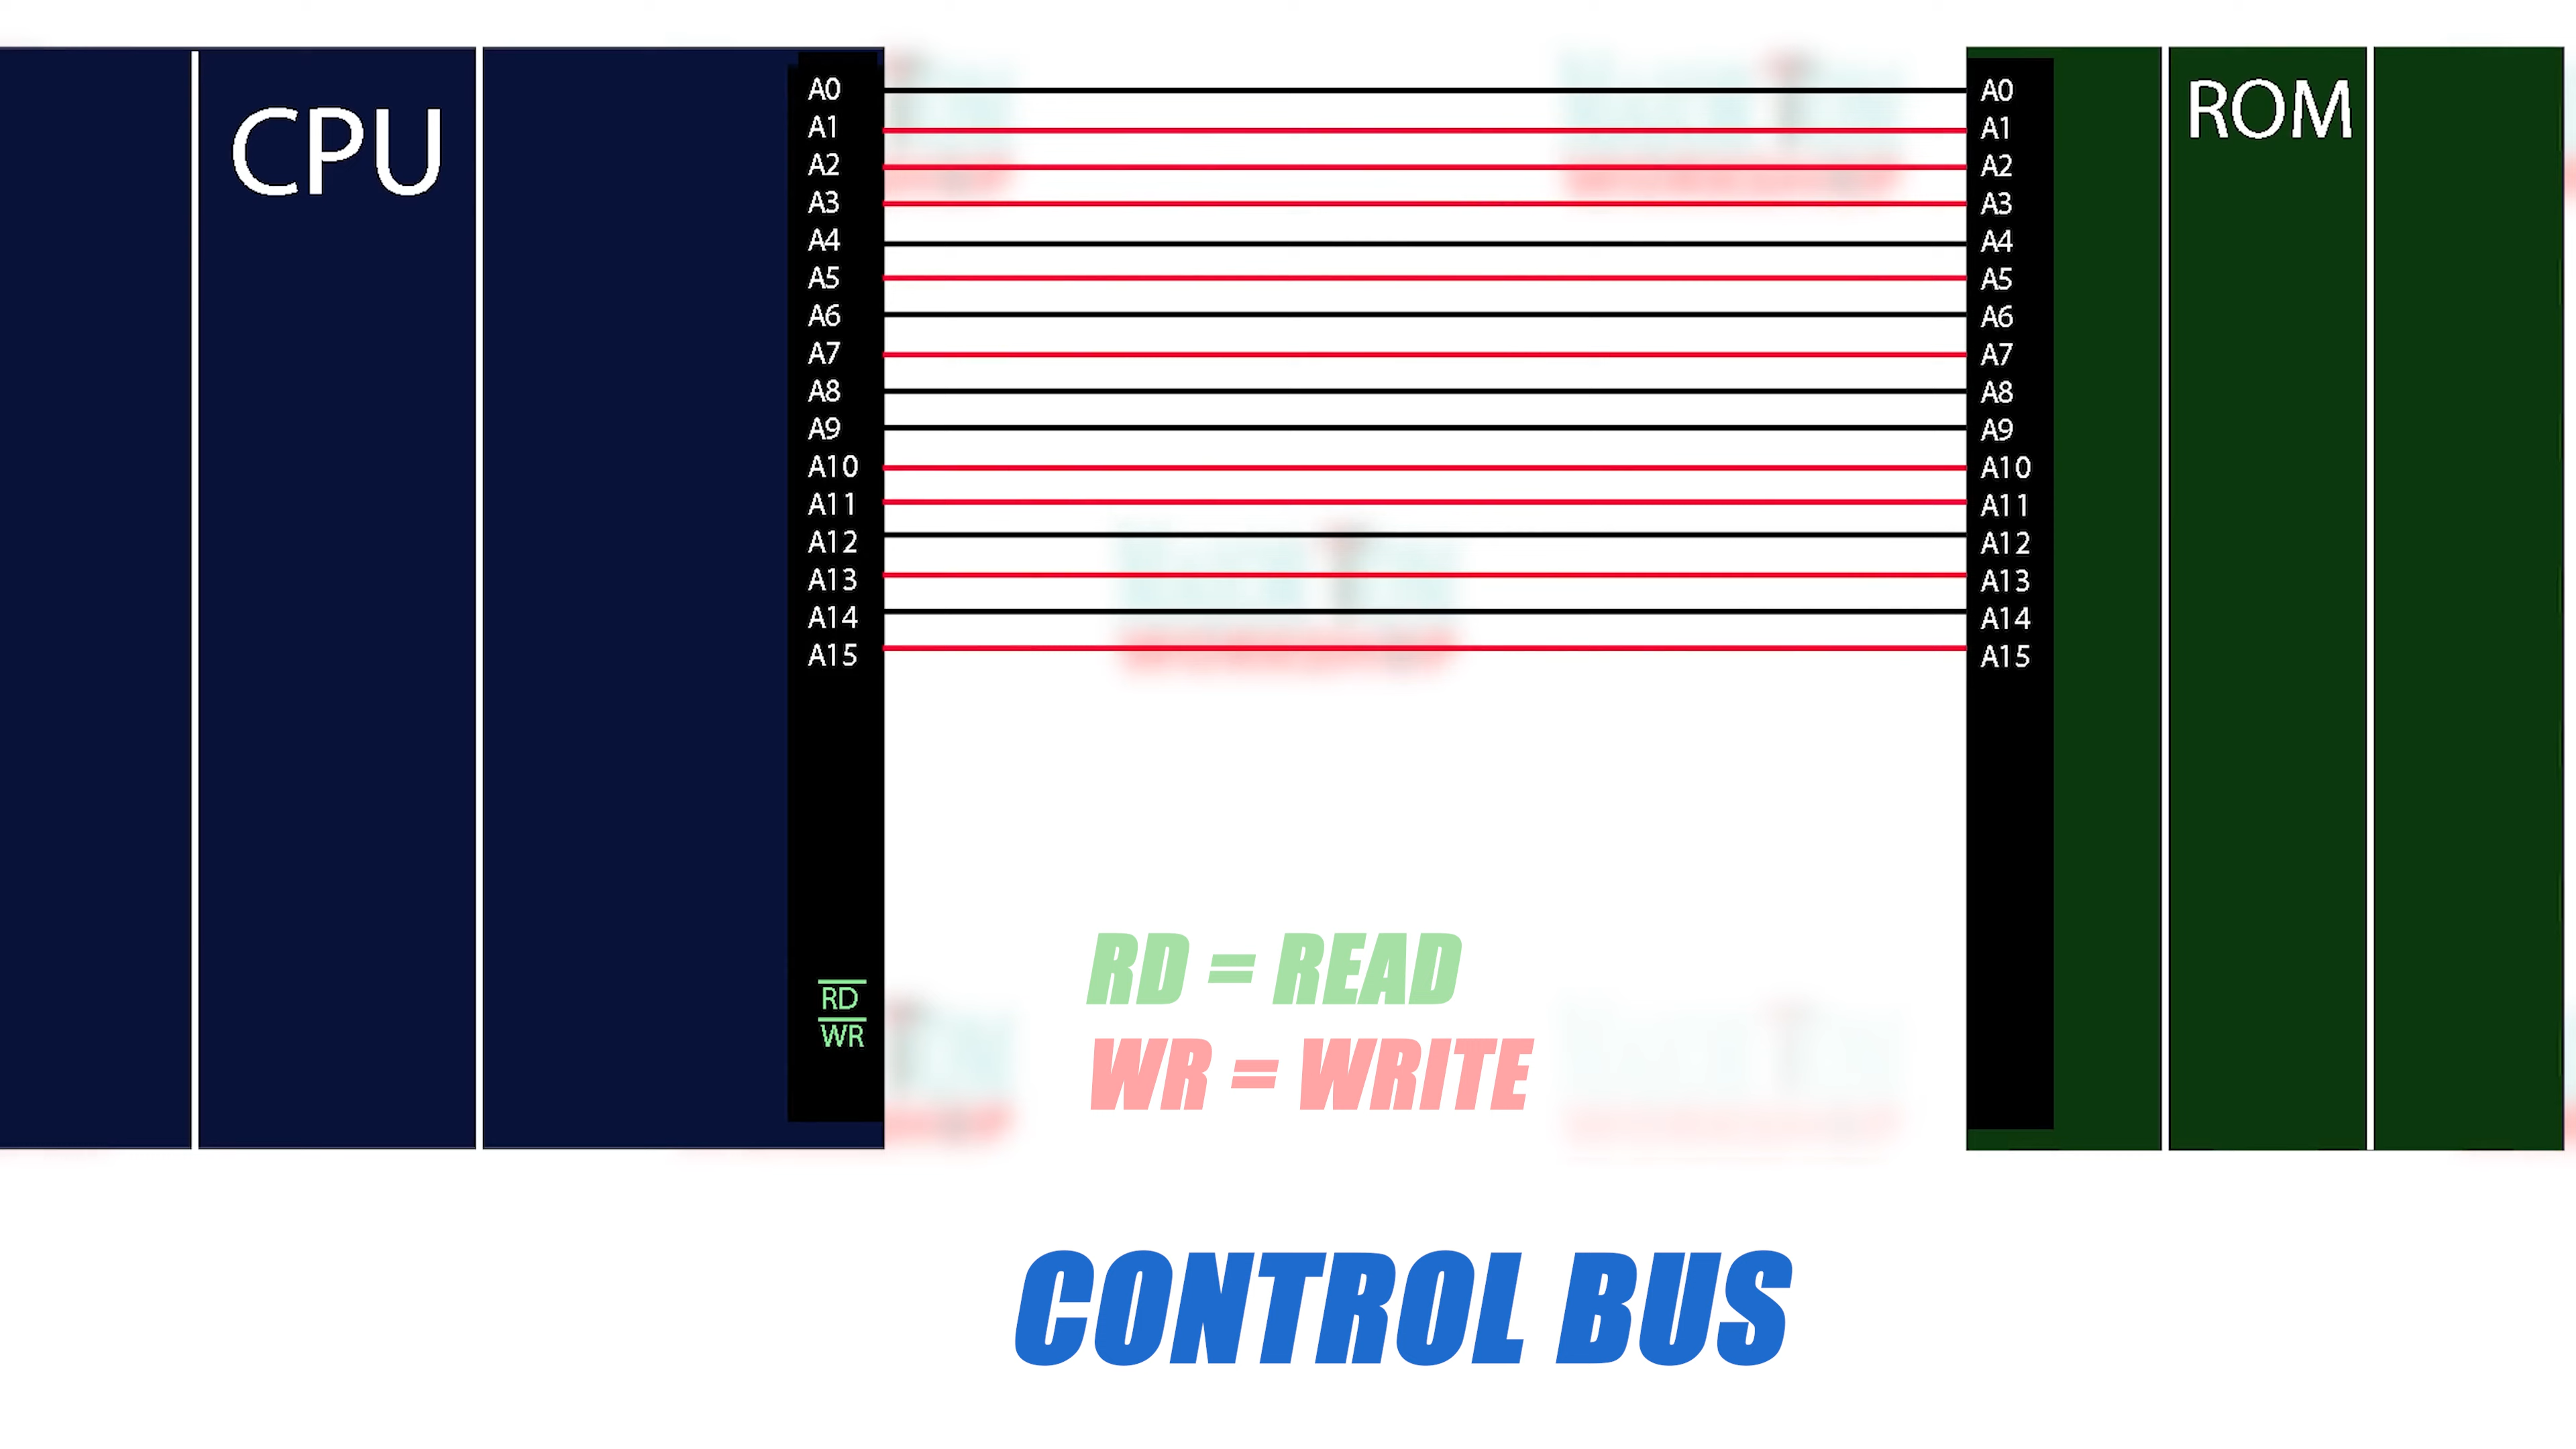 CPU
A0
A1
A2
A3
A4
A5
A6
A7
A8
A9
A10
A11
A12
A13
A14
A15
RD
WR
A0
A1
A2
A3
A4
A5
A6
A7
A8
A9
A10
A11
A12
A13
A14
A15
ROM
RD = READ
WR = WRITE
CONTROL BUS